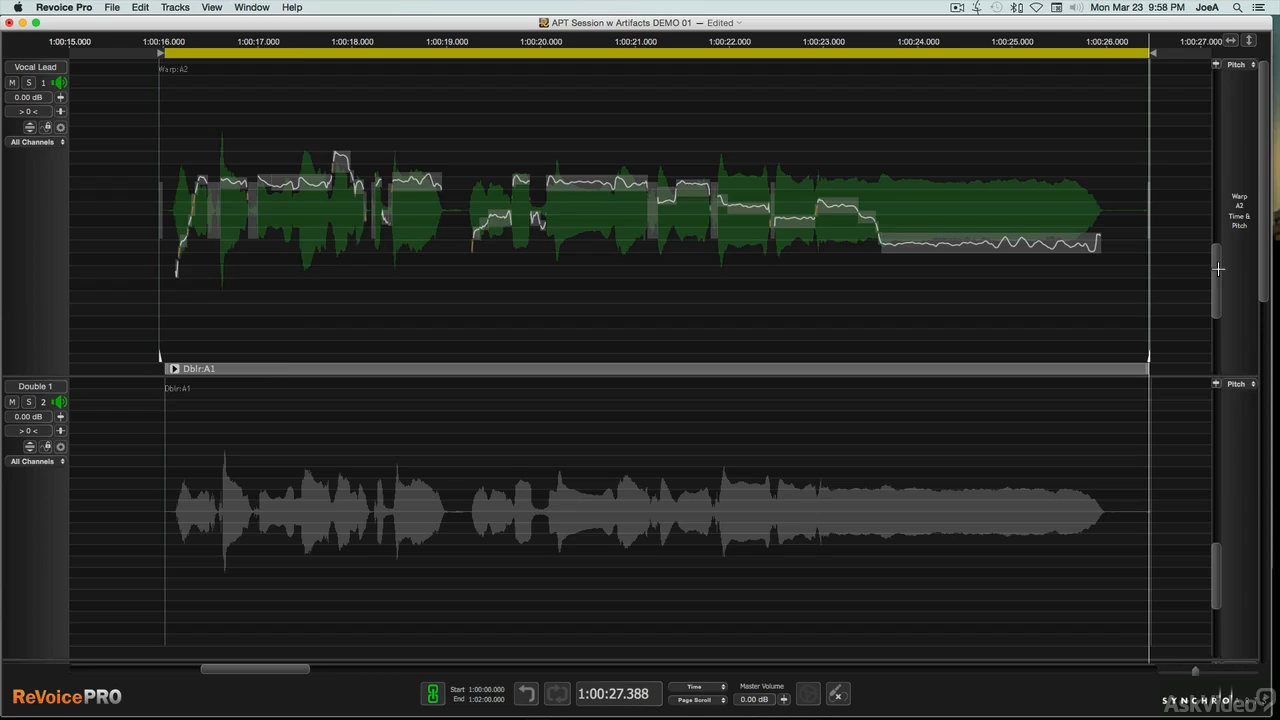 Revoice Pro File Edit Tracks View Window Help Mon Mar 23 9:58 PM JoeA
APT Session w Artifacts DEMO 01 — Edited
1:00:15.000 1:00:16.000 1:00:17.000 1:00:18.000 1:00:19.000 1:00:20.000 1:00:21.000 1:00:22.000 1:00:23.000 1:00:24.000 1:00:25.000 1:00:26.000 1:00:27.000
Vocal Lead Warp:A2 Pitch
M S 1
0.00 dB
> 0 <
All Channels
Warp
A2
Time &
Pitch
Dblr:A1
Double 1 Dblr:A1 Pitch
M S 2
0.00 dB
> 0 <
All Channels
ReVoicePRO
Start 1:00:00.000
End 1:02:00.000
1:00:27.388
Time
Page Scroll
Master Volume
0.00 dB
AskVideo